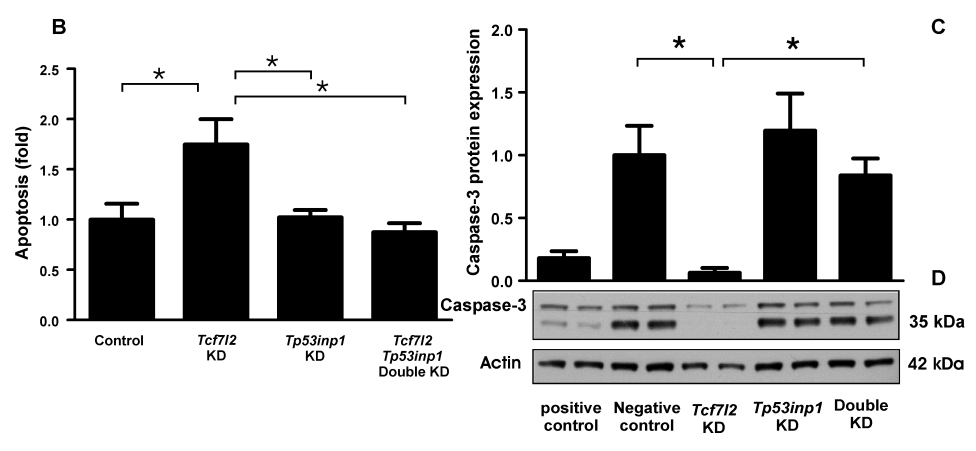 B
2.5
2.0
1.5
1.0
0.5
0.0
Apoptosis (fold)
*
*
*
Control
Tcf7l2
KD
Tp53inp1
KD
Tcf7l2
Tp53inp1
Double KD
C
2.0
1.5
1.0
0.5
0.0
Caspase-3 protein expression
*
*
D
Caspase-3
35 kDa
Actin
42 kDa
positive
control
Negative
control
Tcf7l2
KD
Tp53inp1
KD
Double
KD